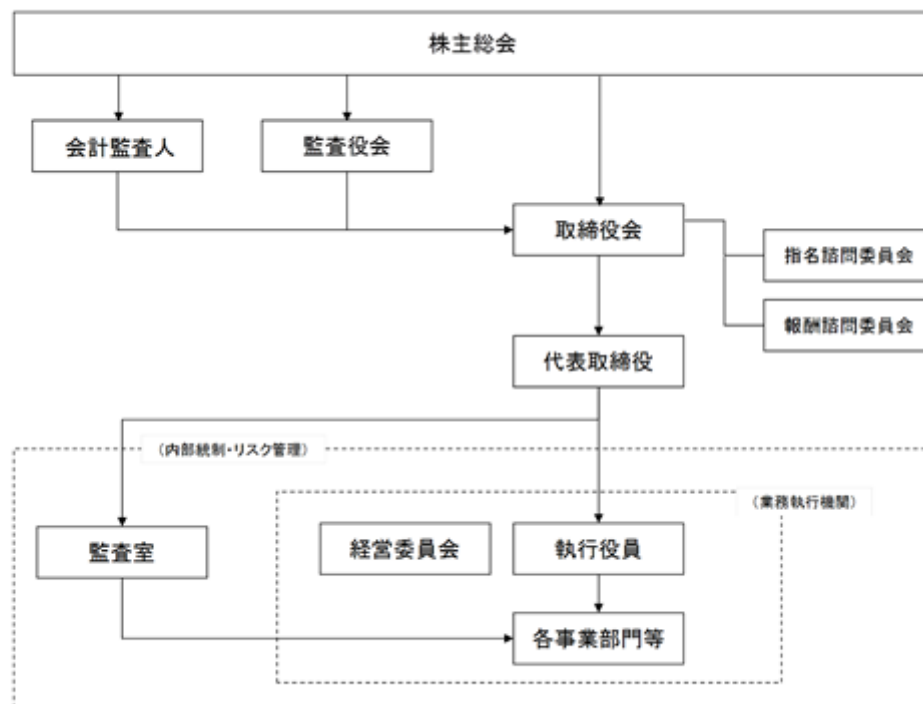 株主総会
会計監査人
監査役会
取締役会
指名諮問委員会
報酬諮問委員会
代表取締役
(内部統制・リスク管理)
(業務執行機関)
監査室
経営委員会
執行役員
各事業部門等